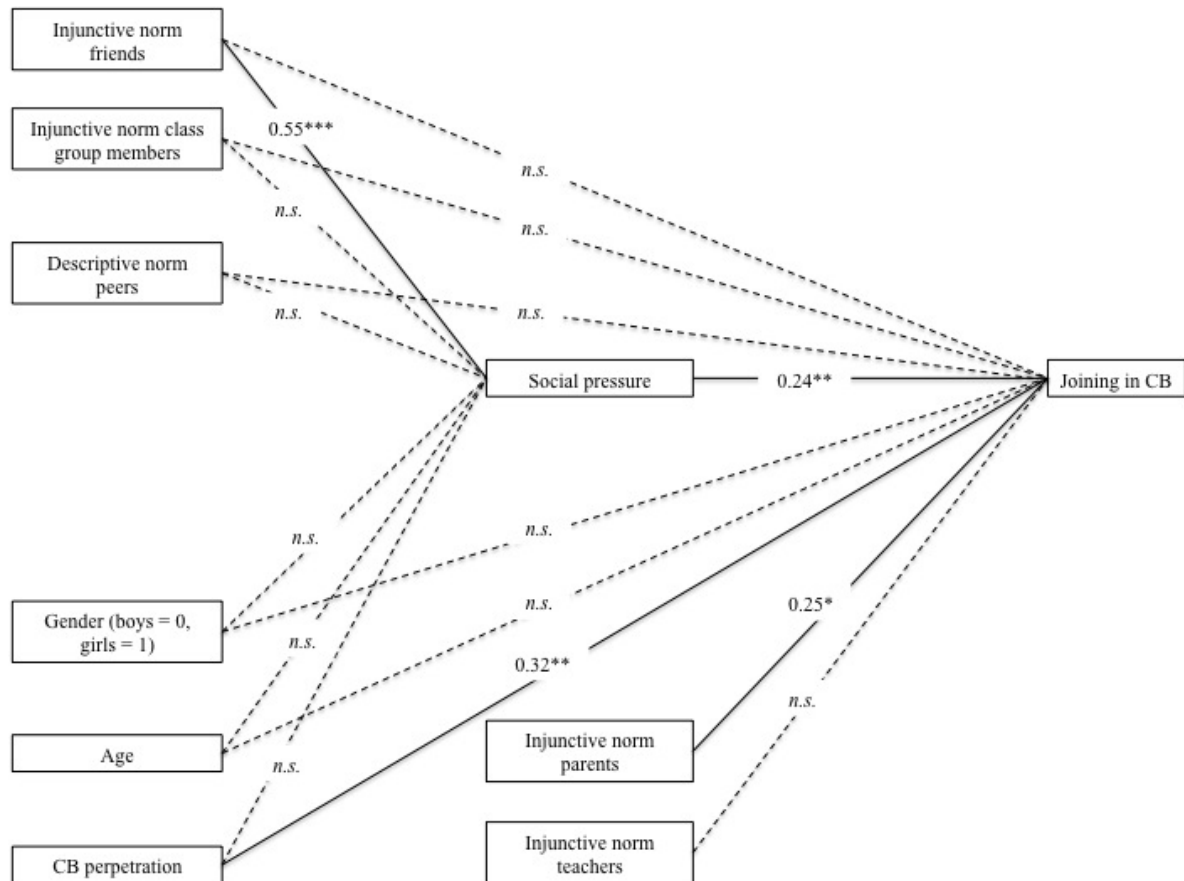 Injunctive norm
friends
0.55***
Injunctive norm class
group members
n.s.
n.s.
n.s.
Descriptive norm
peers
n.s.
n.s.
Social pressure
0.24**
Joining in CB
n.s.
n.s.
Gender (boys = 0,
girls = 1)
n.s.
n.s.
0.25*
0.32**
n.s.
Age
Injunctive norm
parents
n.s.
CB perpetration
Injunctive norm
teachers